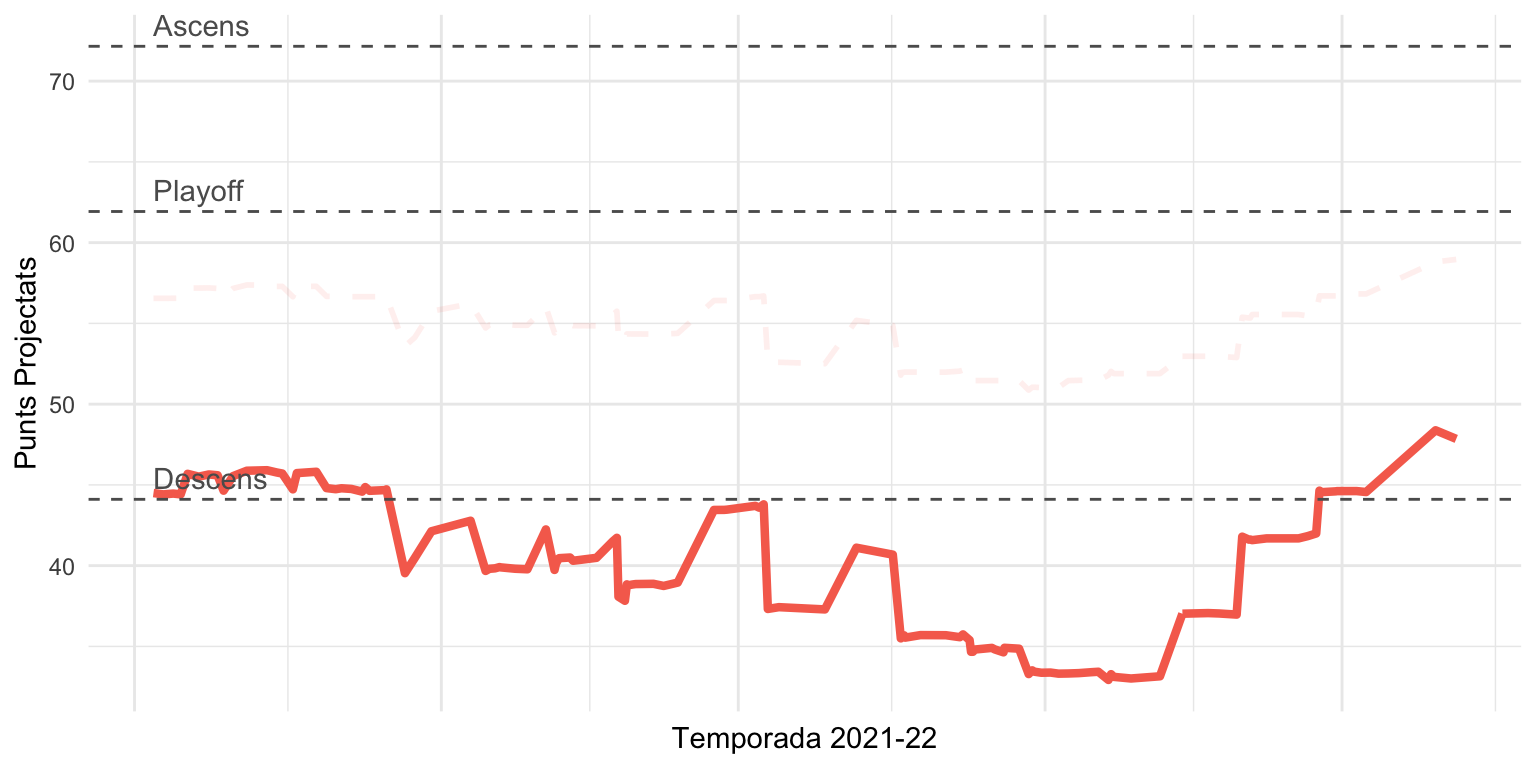 Ascens
70
Playoff
60
50
Descens
40
Punts Projectats
Temporada 2021-22